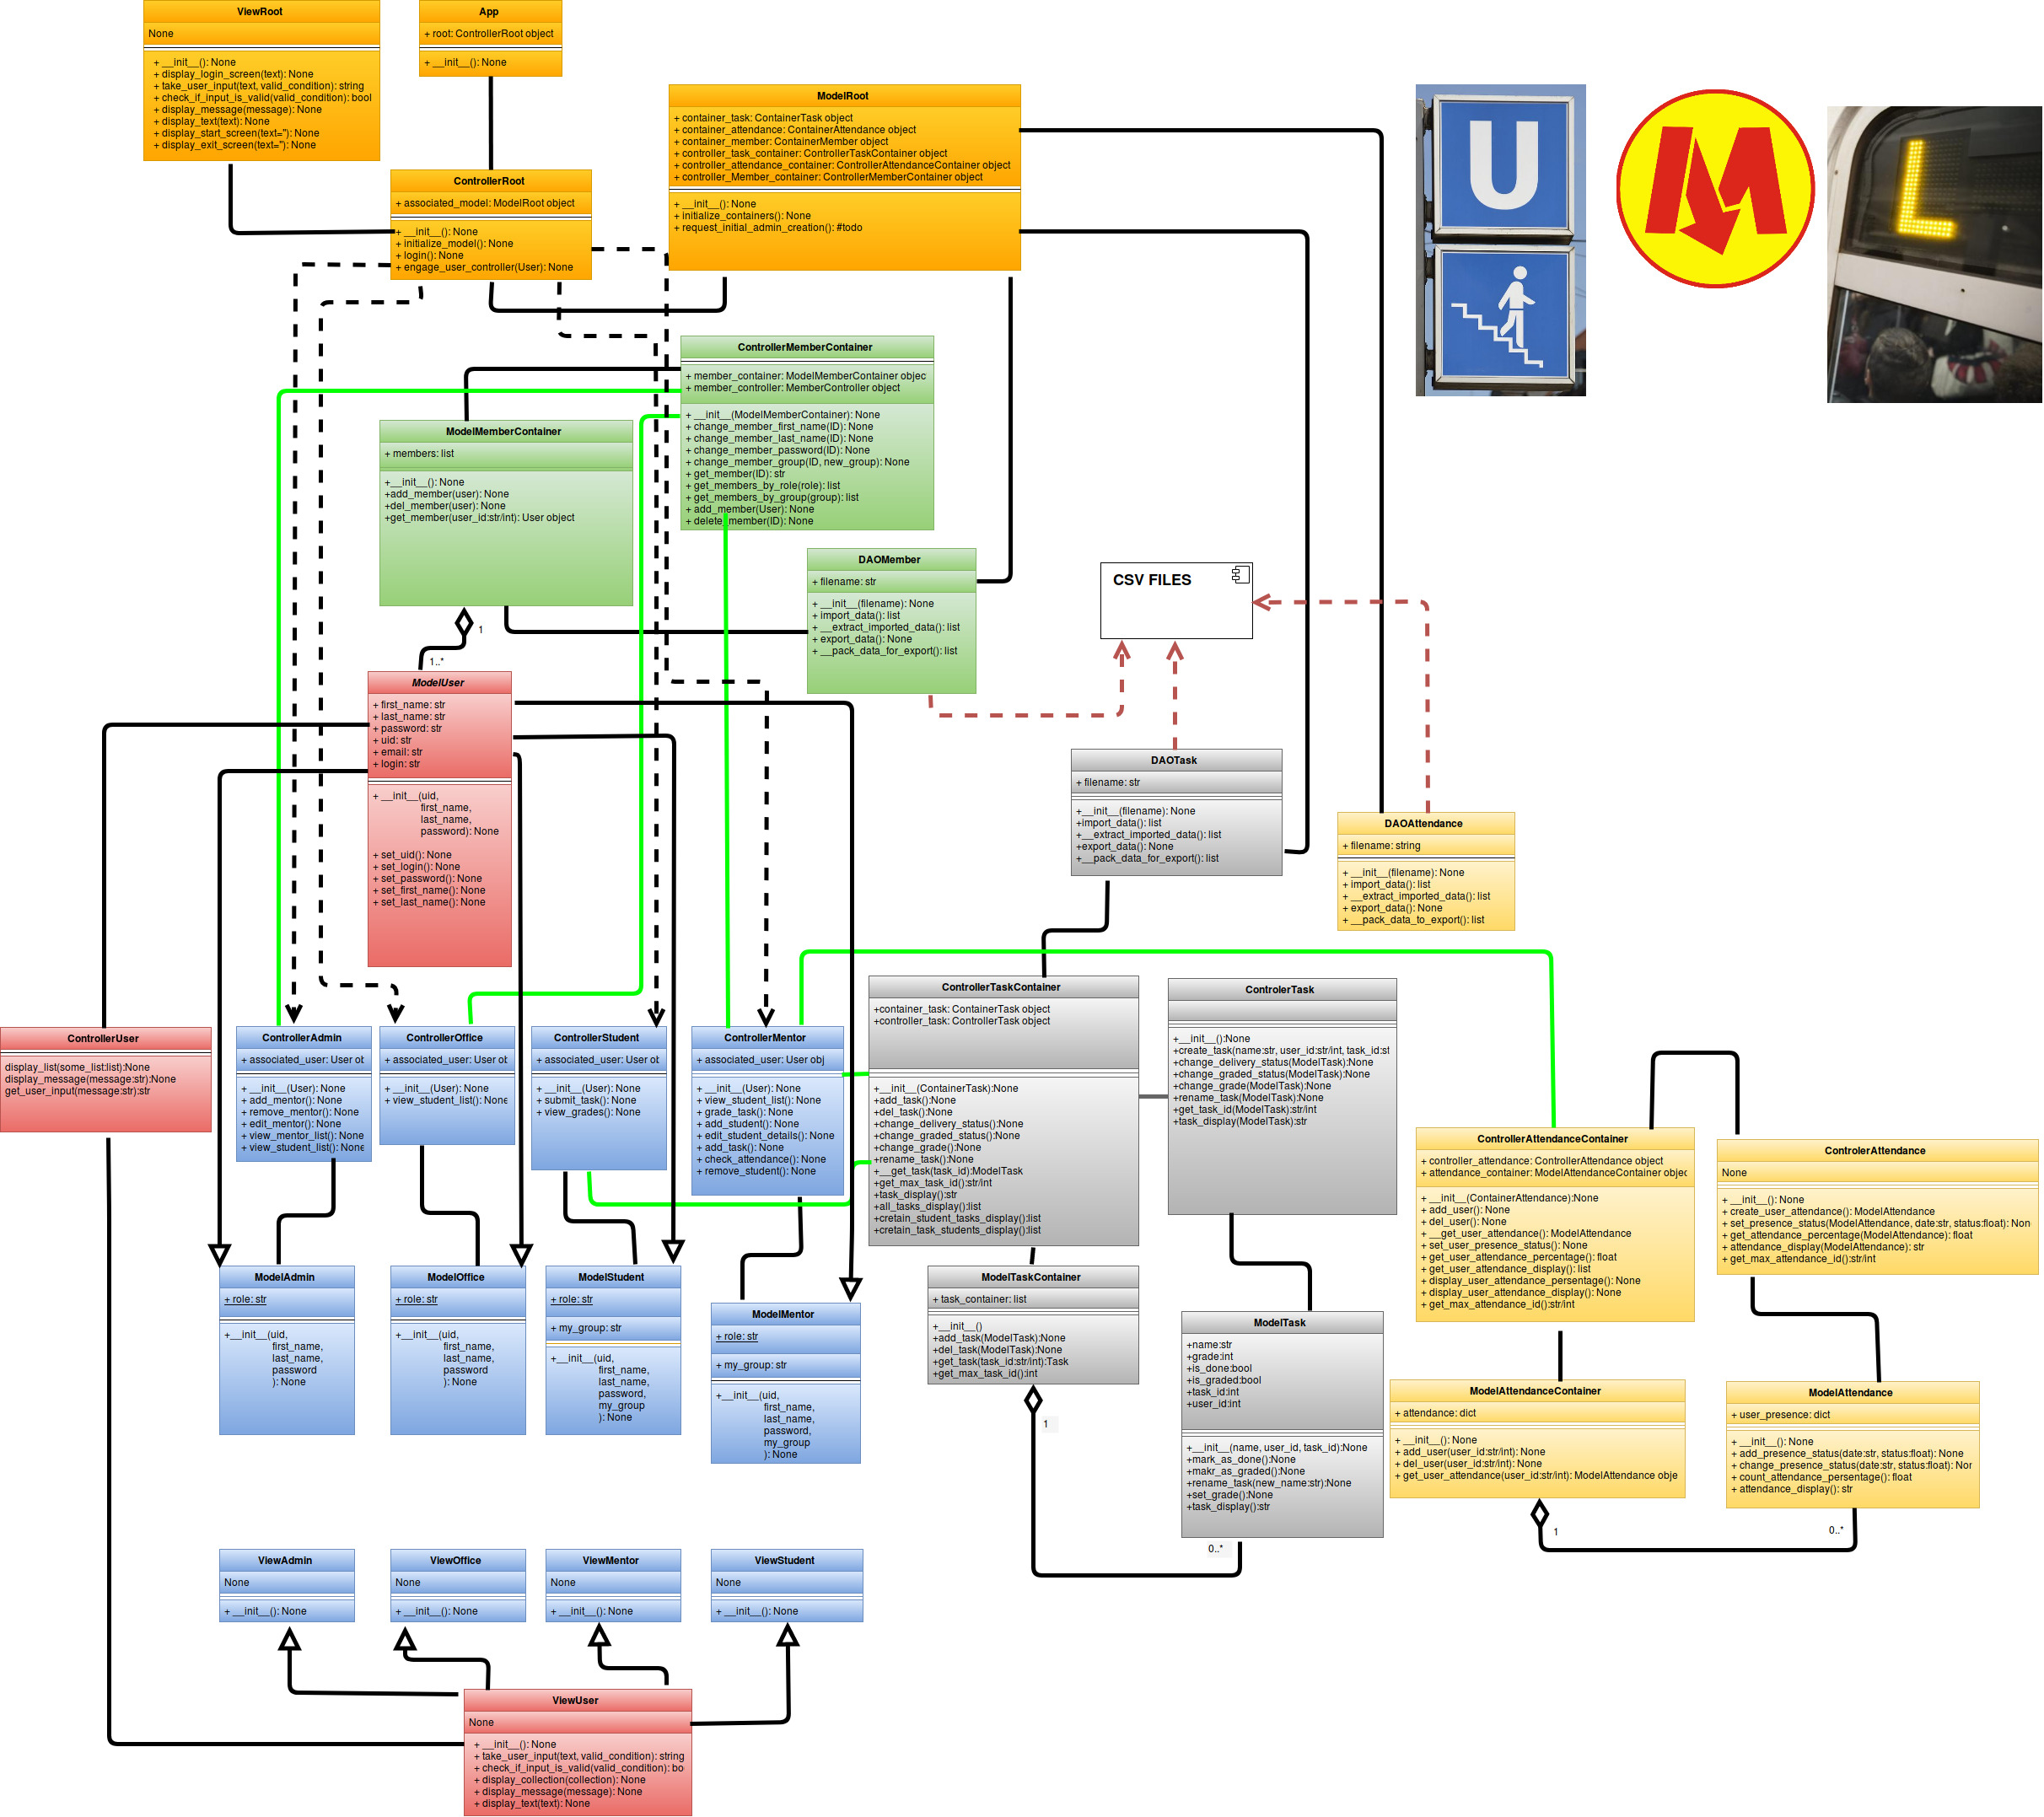 ViewRoot
None
+ __init__(): None
+ display_login_screen(text): None
+ take_user_input(text, valid_condition): string
+ check_if_input_is_valid(valid_condition): bool
+ display_message(message): None
+ display_text(text): None
+ display_start_screen(text=''): None
+ display_exit_screen(text=''): None
App
+ root: ControllerRoot object
+ __init__(): None
ControllerRoot
+ associated_model: ModelRoot object
+ __init__(): None
+ initialize_model(): None
+ login(): None
+ engage_user_controller(User): None
ModelRoot
+ container_task: ContainerTask object
+ container_attendance: ContainerAttendance object
+ container_member: ContainerMember object
+ controller_task_container: ControllerTaskContainer object
+ controller_attendance_container: ControllerAttendanceContainer object
+ controller_Member_container: ControllerMemberContainer object
+ __init__(): None
+ initialize_containers(): None
+ request_initial_admin_creation(): #todo
U
M
L
ControllerMemberContainer
+ member_container: ModelMemberContainer objec
+ member_controller: MemberController object
+ __init__(ModelMemberContainer): None
+ change_member_first_name(ID): None
+ change_member_last_name(ID): None
+ change_member_password(ID): None
+ change_member_group(ID, new_group): None
+ get_member(ID): str
+ get_members_by_role(role): list
+ get_members_by_group(group): list
+ add_member(User): None
+ delete_member(ID): None
ModelMemberContainer
+ members: list
+__init__(): None
+add_member(user): None
+del_member(user): None
+get_member(user_id:str/int): User object
1
1..*
DAOMember
+ filename: str
+ __init__(filename): None
+ import_data(): list
+ __extract_imported_data(): list
+ export_data(): None
+ __pack_data_for_export(): list
CSV FILES
ModelUser
+ first_name: str
+ last_name: str
+ password: str
+ uid: str
+ email: str
+ login: str
+ __init__(uid,
first_name,
last_name,
password): None
+ set_uid(): None
+ set_login(): None
+ set_password(): None
+ set_first_name(): None
+ set_last_name(): None
DAOTask
+ filename: str
+__init__(filename): None
+import_data(): list
+__extract_imported_data(): list
+export_data(): None
+__pack_data_for_export(): list
DAOAttendance
+ filename: string
+ __init__(filename): None
+ import_data(): list
+ __extract_imported_data(): list
+ export_data(): None
+ __pack_data_to_export(): list
ControllerUser
display_list(some_list:list):None
display_message(message:str):None
get_user_input(message:str):str
ControllerAdmin
+ associated_user: User ot
+ __init__(User): None
+ add_mentor(): None
+ remove_mentor(): None
+ edit_mentor(): None
+ view_mentor_list(): None
+ view_student_list(): None
ControllerOffice
+ associated_user: User ot
+ __init__(User): None
+ view_student_list(): None
ControllerStudent
+ associated_user: User ot
+ __init__(User): None
+ submit_task(): None
+ view_grades(): None
ControllerMentor
+ associated_user: User obj
+ __init__(User): None
+ view_student_list(): None
+ grade_task(): None
+ add_student(): None
+ edit_student_details(): None
+ add_task(): None
+ check_attendance(): None
+ remove_student(): None
ControllerTaskContainer
+container_task: ContainerTask object
+controller_task: ControllerTask object
+__init__(ContainerTask):None
+add_task():None
+del_task():None
+change_delivery_status():None
+change_graded_status():None
+change_grade():None
+rename_task():None
+__get_task(task_id):ModelTask
+get_max_task_id():str/int
+task_display():str
+all_tasks_display():list
+cretain_student_tasks_display():list
+cretain_task_students_display():list
ControlerTask
+__init__():None
+create_task(name:str, user_id:str/int, task_id:st
+change_delivery_status(ModelTask):None
+change_graded_status(ModelTask):None
+change_grade(ModelTask):None
+rename_task(ModelTask):None
+get_task_id(ModelTask):str/int
+task_display(ModelTask):str
ControllerAttendanceContainer
+ controller_attendance: ControllerAttendance object
+ attendance_container: ModelAttendanceContainer objec
+ __init__(ContainerAttendance):None
+ add_user(): None
+ del_user(): None
+ __get_user_attendance(): ModelAttendance
+ set_user_presence_status(): None
+ get_user_attendance_percentage(): float
+ get_user_attendance_display(): list
+ display_user_attendance_persentage(): None
+ display_user_attendance_display(): None
+ get_max_attendance_id():str/int
ControlerAttendance
None
+ __init__(): None
+ create_user_attendance(): ModelAttendance
+ set_presence_status(ModelAttendance, date:str, status:float): Non
+ get_attendance_percentage(ModelAttendance): float
+ attendance_display(ModelAttendance): str
+ get_max_attendance_id():str/int
ModelAdmin
+ role: str
+__init__(uid,
first_name,
last_name,
password
): None
ModelOffice
+ role: str
+__init__(uid,
first_name,
last_name,
password
): None
ModelStudent
+ role: str
+ my_group: str
+__init__(uid,
first_name,
last_name,
password,
my_group
): None
ModelMentor
+ role: str
+ my_group: str
+__init__(uid,
first_name,
last_name,
password,
my_group
): None
ModelTaskContainer
+ task_container: list
+__init__()
+add_task(ModelTask):None
+del_task(ModelTask):None
+get_task(task_id:str/int):Task
+get_max_task_id():int
1
ModelTask
+name:str
+grade:int
+is_done:bool
+is_graded:bool
+task_id:int
+user_id:int
+__init__(name, user_id, task_id):None
+mark_as_done():None
+makr_as_graded():None
+rename_task(new_name:str):None
+set_grade():None
+task_display():str
0..*
ModelAttendanceContainer
+ attendance: dict
+ __init__(): None
+ add_user(user_id:str/int): None
+ del_user(user_id:str/int): None
+ get_user_attendance(user_id:str/int): ModelAttendance obje
1
ModelAttendance
+ user_presence: dict
+ __init__(): None
+ add_presence_status(date:str, status:float): None
+ change_presence_status(date:str, status:float): Nor
+ count_attendance_persentage(): float
+ attendance_display(): str
0..*
ViewAdmin
None
+ __init__(): None
ViewOffice
None
+ __init__(): None
ViewMentor
None
+ __init__(): None
ViewStudent
None
+ __init__(): None
ViewUser
None
+ __init__(): None
+ take_user_input(text, valid_condition): string
+ check_if_input_is_valid(valid_condition): bo
+ display_collection(collection): None
+ display_message(message): None
+ display_text(text): None